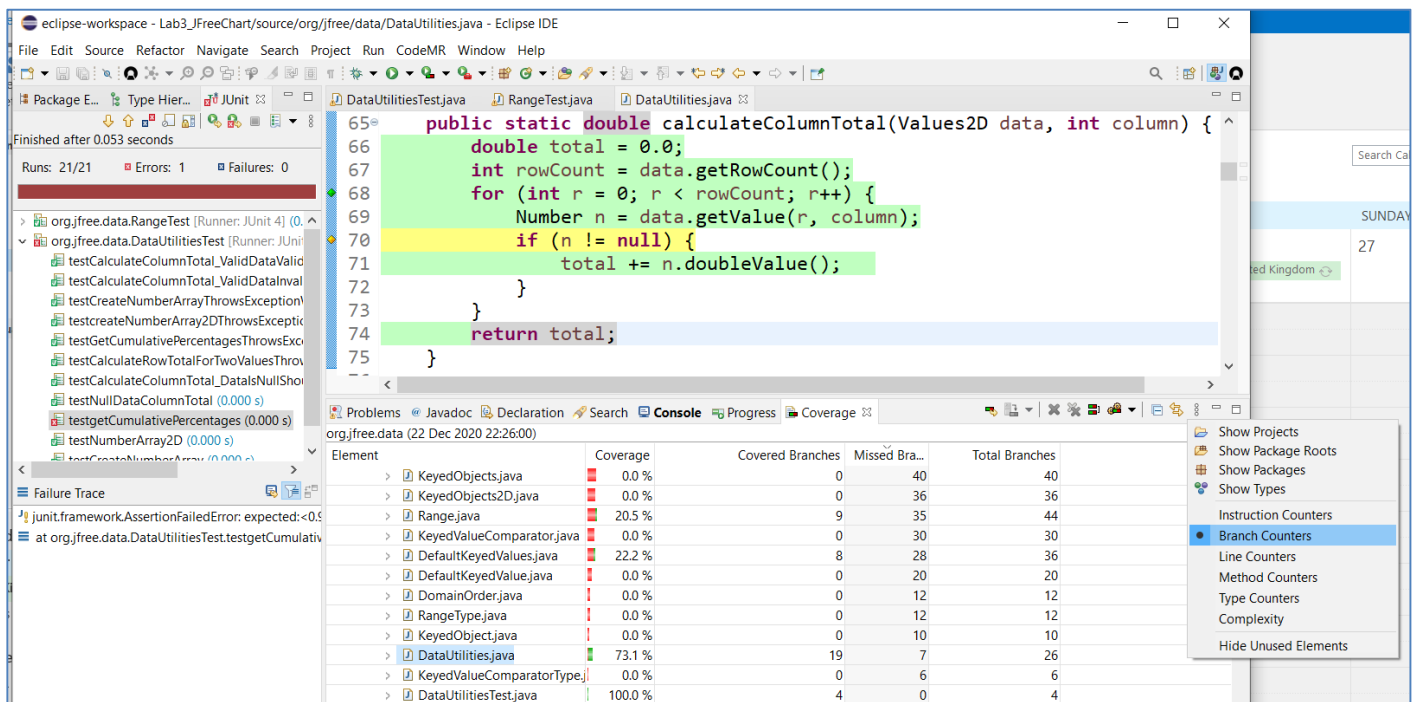 eclipse-workspace - Lab3_JFreeChart/source/org/jfree/data/DataUtilities.java - Eclipse IDE
File Edit Source Refactor Navigate Search Project Run CodeMR Window Help
Package E... Type Hier... JUnit
Finished after 0.053 seconds
Runs: 21/21 Errors: 1 Failures: 0
org.jfree.data.RangeTest [Runner: JUnit 4] (0.
org.jfree.data.DataUtilitiesTest [Runner: JUni
testCalculateColumnTotal_ValidDataValid
testCalculateColumnTotal_ValidDataInval
testCreateNumberArrayThrowsException
testcreateNumberArray2DThrowsExceptic
testGetCumulativePercentagesThrowsExc
testCalculateRowTotalForTwoValuesThrov
testCalculateColumnTotal_DataIsNullShou
testNullDataColumnTotal (0.000 s)
testgetCumulativePercentages (0.000 s)
testNumberArray2D (0.000 s)
testCreateNumberArray (0.000 s)
Failure Trace
junit.framework.AssertionFailedError: expected:<0.9
at org.jfree.data.DataUtilitiesTest.testgetCumulativ
DataUtilitiesTest.java RangeTest.java DataUtilities.java
65 public static double calculateColumnTotal(Values2D data, int column) {
66 double total = 0.0;
67 int rowCount = data.getRowCount();
68 for (int r = 0; r < rowCount; r++) {
69 Number n = data.getValue(r, column);
70 if (n != null) {
71 total += n.doubleValue();
72 }
73 }
74 return total;
75 }
Problems Javadoc Declaration Search Console Progress Coverage
org.jfree.data (22 Dec 2020 22:26:00)
Element Coverage Covered Branches Missed Bra... Total Branches
KeyedObjects.java 0.0 % 0 40 40
KeyedObjects2D.java 0.0 % 0 36 36
Range.java 20.5 % 9 35 44
KeyedValueComparator.java 0.0 % 0 30 30
DefaultKeyedValues.java 22.2 % 8 28 36
DefaultKeyedValue.java 0.0 % 0 20 20
DomainOrder.java 0.0 % 0 12 12
RangeType.java 0.0 % 0 12 12
KeyedObject.java 0.0 % 0 10 10
DataUtilities.java 73.1 % 19 7 26
KeyedValueComparatorType.j 0.0 % 0 6 6
DataUtilitiesTest.java 100.0 % 4 0 4
Show Projects
Show Package Roots
Show Packages
Show Types
Instruction Counters
Branch Counters
Line Counters
Method Counters
Type Counters
Complexity
Hide Unused Elements
Search Cal
SUNDAY
27
ted Kingdom